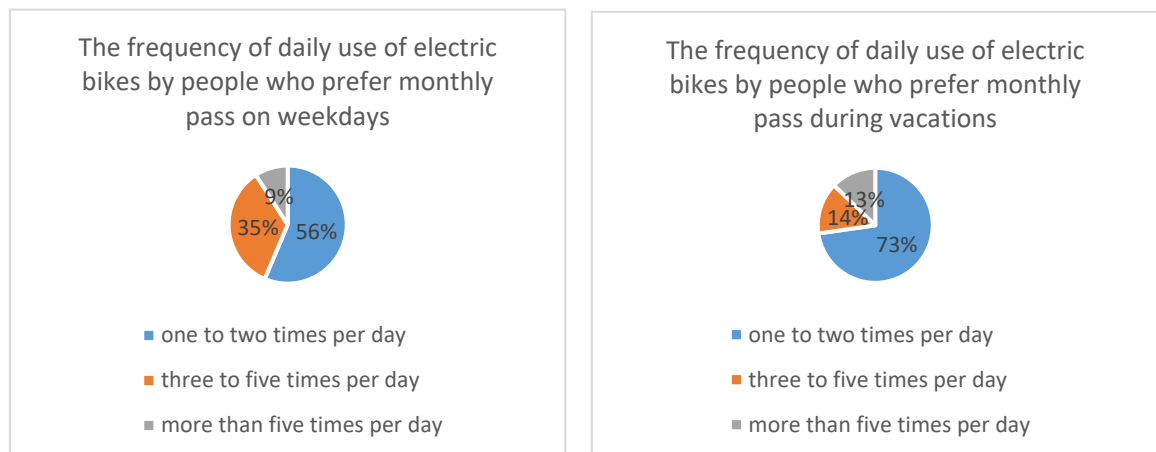 The frequency of daily use of electric
bikes by people who prefer monthly
pass on weekdays
9%
35%
56%
one to two times per day
three to five times per day
more than five times per day
The frequency of daily use of electric
bikes by people who prefer monthly
pass during vacations
13%
14%
73%
one to two times per day
three to five times per day
more than five times per day